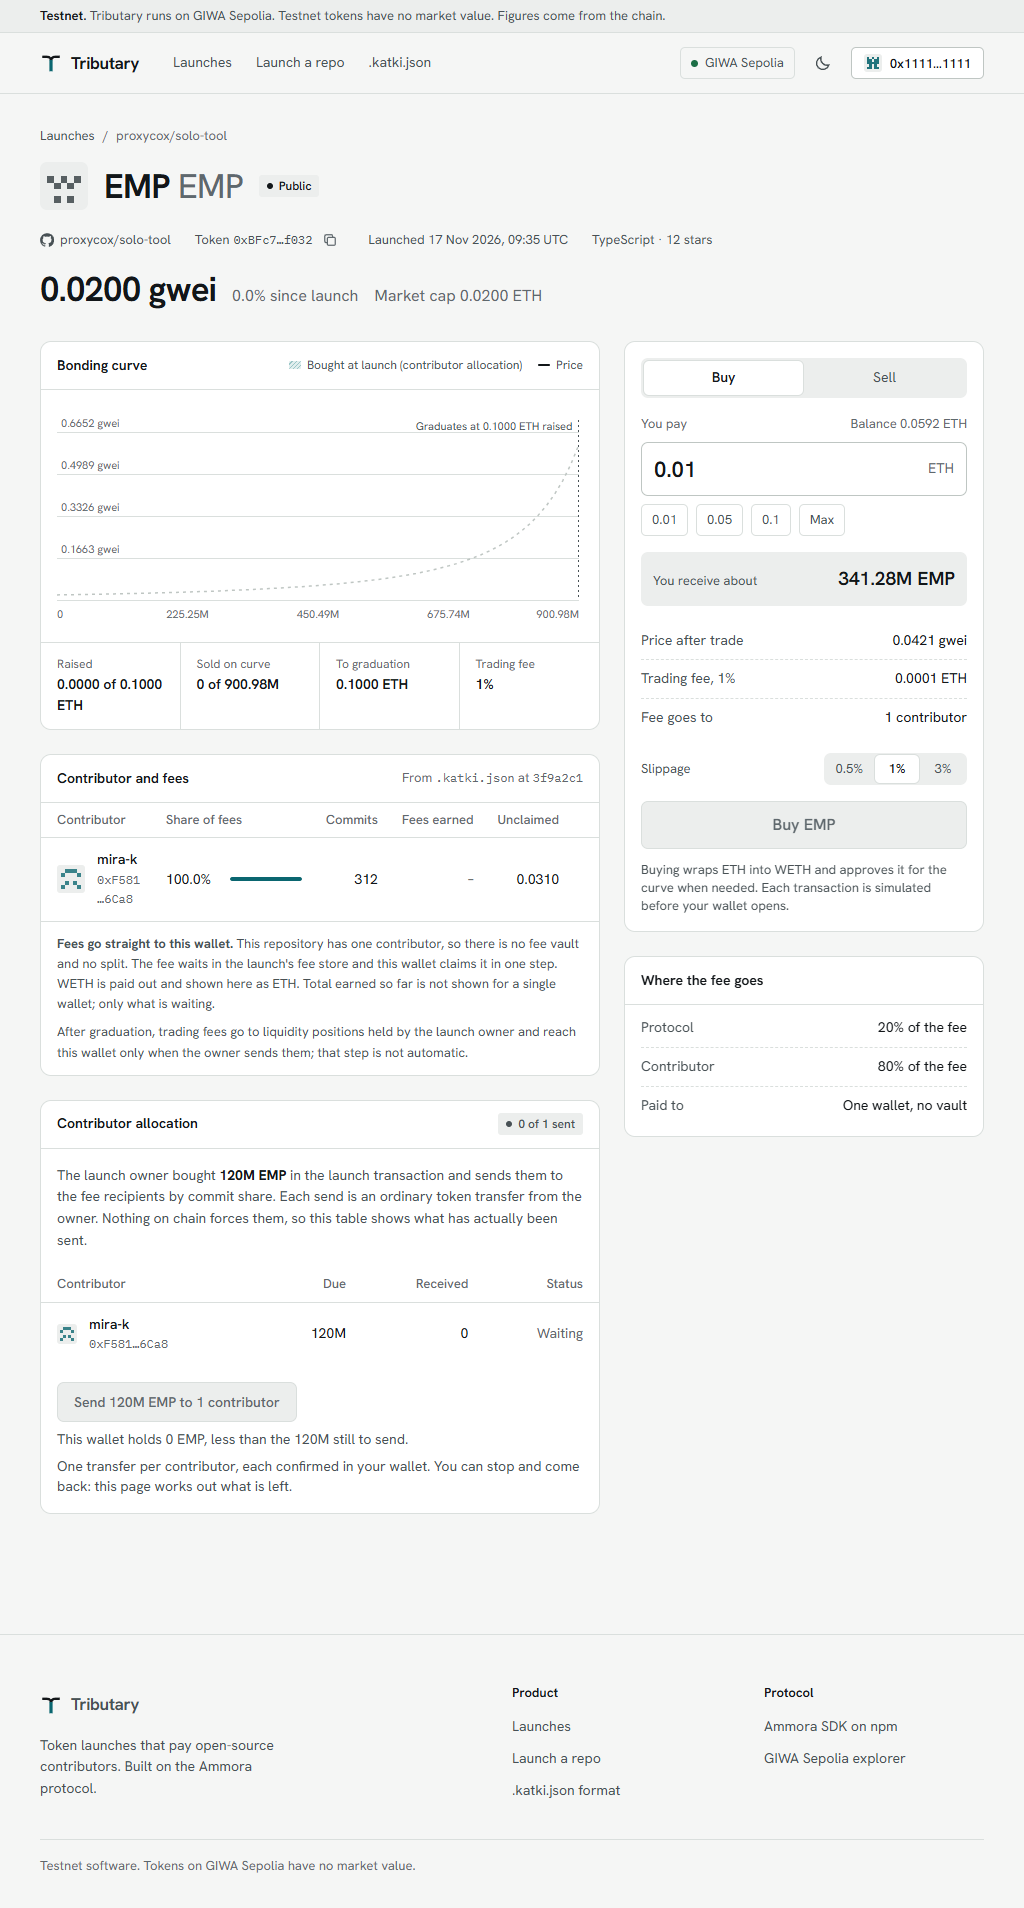 Testnet. Tributary runs on GIWA Sepolia. Testnet tokens have no market value. Figures come from the chain.
Tributary
Launches
Launch a repo
.katki.json
GIWA Sepolia
0x1111…1111
Launches / proxycox/solo-tool
EMP EMP
Public
proxycox/solo-tool
Token 0xBFc7…f032
Launched 17 Nov 2026, 09:35 UTC
TypeScript · 12 stars
0.0200 gwei
0.0% since launch
Market cap 0.0200 ETH
Bonding curve
Bought at launch (contributor allocation)
Price
0.6652 gwei
Graduates at 0.1000 ETH raised
0.4989 gwei
0.3326 gwei
0.1663 gwei
0
225.25M
450.49M
675.74M
900.98M
Raised
0.0000 of 0.1000
ETH
Sold on curve
0 of 900.98M
To graduation
0.1000 ETH
Trading fee
1%
Contributor and fees
From .katki.json at 3f9a2c1
Contributor
Share of fees
Commits
Fees earned
Unclaimed
mira-k
0xF581
…6Ca8
100.0%
312
–
0.0310
Fees go straight to this wallet. This repository has one contributor, so there is no fee vault
and no split. The fee waits in the launch's fee store and this wallet claims it in one step.
WETH is paid out and shown here as ETH. Total earned so far is not shown for a single
wallet; only what is waiting.
After graduation, trading fees go to liquidity positions held by the launch owner and reach
this wallet only when the owner sends them; that step is not automatic.
Contributor allocation
0 of 1 sent
The launch owner bought 120M EMP in the launch transaction and sends them to
the fee recipients by commit share. Each send is an ordinary token transfer from the
owner. Nothing on chain forces them, so this table shows what has actually been
sent.
Contributor
Due
Received
Status
mira-k
0xF581…6Ca8
120M
0
Waiting
Send 120M EMP to 1 contributor
This wallet holds 0 EMP, less than the 120M still to send.
One transfer per contributor, each confirmed in your wallet. You can stop and come
back: this page works out what is left.
Buy
Sell
You pay
Balance 0.0592 ETH
0.01
ETH
0.01
0.05
0.1
Max
You receive about
341.28M EMP
Price after trade
0.0421 gwei
Trading fee, 1%
0.0001 ETH
Fee goes to
1 contributor
Slippage
0.5%
1%
3%
Buy EMP
Buying wraps ETH into WETH and approves it for the
curve when needed. Each transaction is simulated
before your wallet opens.
Where the fee goes
Protocol
20% of the fee
Contributor
80% of the fee
Paid to
One wallet, no vault
Tributary
Token launches that pay open-source
contributors. Built on the Ammora
protocol.
Product
Launches
Launch a repo
.katki.json format
Protocol
Ammora SDK on npm
GIWA Sepolia explorer
Testnet software. Tokens on GIWA Sepolia have no market value.